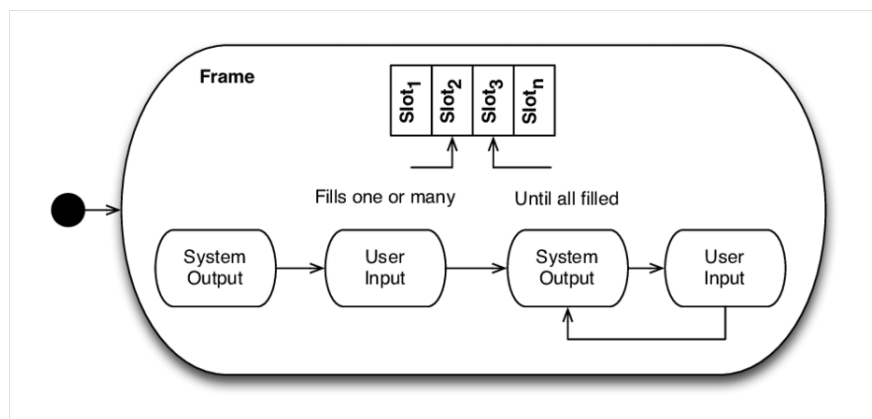 Frame
Slot1
Slot2
Slot3
Slotn
Fills one or many
Until all filled
System
Output
User
Input
System
Output
User
Input